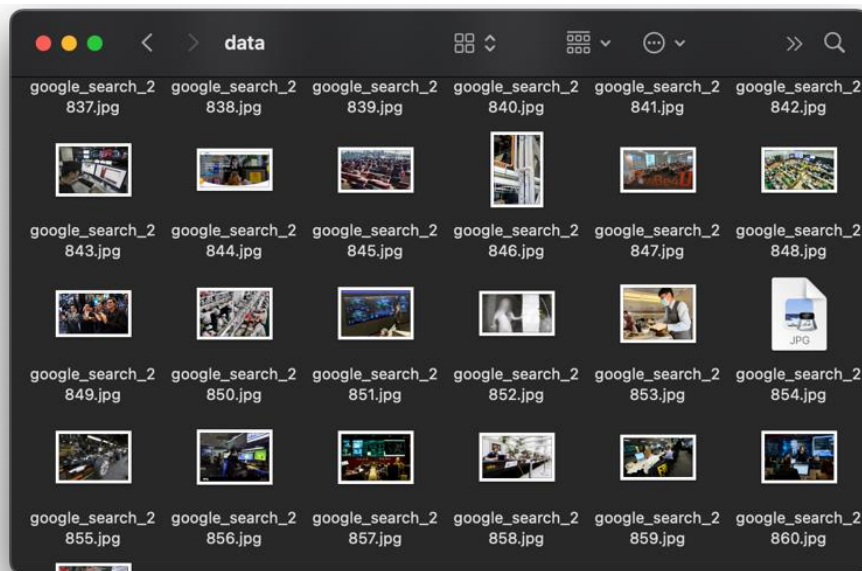 data
google_search_2 google_search_2 google_search_2 google_search_2 google_search_2 google_search_2
837.jpg 838.jpg 839.jpg 840.jpg 841.jpg 842.jpg
google_search_2 google_search_2 google_search_2 google_search_2 google_search_2 google_search_2
843.jpg 844.jpg 845.jpg 846.jpg 847.jpg 848.jpg
JPG
google_search_2 google_search_2 google_search_2 google_search_2 google_search_2 google_search_2
849.jpg 850.jpg 851.jpg 852.jpg 853.jpg 854.jpg
google_search_2 google_search_2 google_search_2 google_search_2 google_search_2 google_search_2
855.jpg 856.jpg 857.jpg 858.jpg 859.jpg 860.jpg